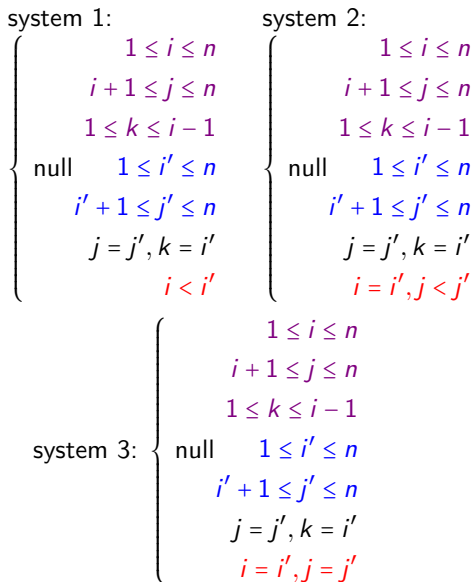 system 1:
1 ≤ i ≤ n
i + 1 ≤ j ≤ n
1 ≤ k ≤ i − 1
null 1 ≤ i′ ≤ n
i′ + 1 ≤ j′ ≤ n
j = j′, k = i′
i < i′
system 2:
1 ≤ i ≤ n
i + 1 ≤ j ≤ n
1 ≤ k ≤ i − 1
null 1 ≤ i′ ≤ n
i′ + 1 ≤ j′ ≤ n
j = j′, k = i′
i = i′, j < j′
system 3:
1 ≤ i ≤ n
i + 1 ≤ j ≤ n
1 ≤ k ≤ i − 1
null 1 ≤ i′ ≤ n
i′ + 1 ≤ j′ ≤ n
j = j′, k = i′
i = i′, j = j′